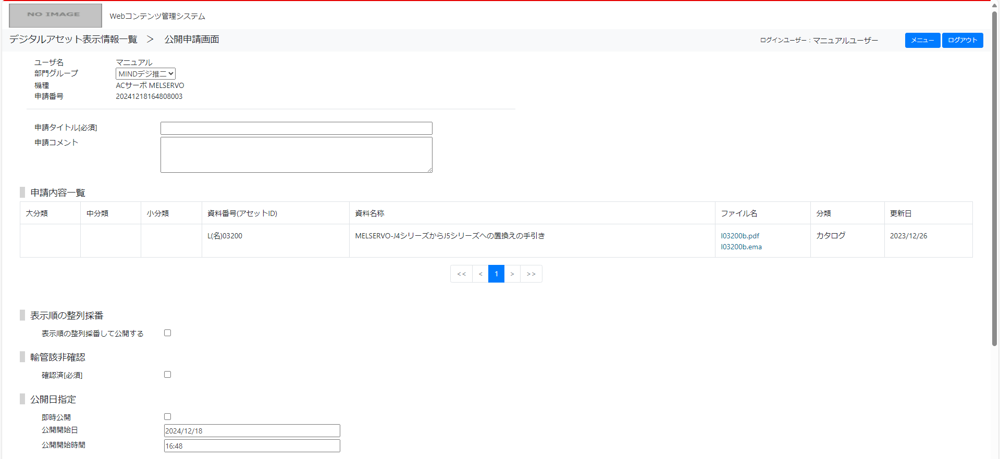 NO IMAGE
Webコンテンツ管理システム
デジタルアセット表示情報一覧 ＞ 公開申請画面
ログインユーザー : マニュアルユーザー
メニュー
ログアウト
ユーザ名 マニュアル
部門グループ MINDデジ推二
機種 ACサーボ MELSERVO
申請番号 20241218164808003
申請タイトル[必須]
申請コメント
申請内容一覧
大分類 中分類 小分類 資料番号(アセットID) 資料名称 ファイル名 分類 更新日
L(名)03200 MELSERVO-J4シリーズからJ5シリーズへの置換えの手引き l03200b.pdf カタログ 2023/12/26
l03200b.ema
<< < 1 > >>
表示順の整列採番
表示順の整列採番して公開する
輸管該非確認
確認済[必須]
公開日指定
即時公開
公開開始日 2024/12/18
公開開始時間 16:48